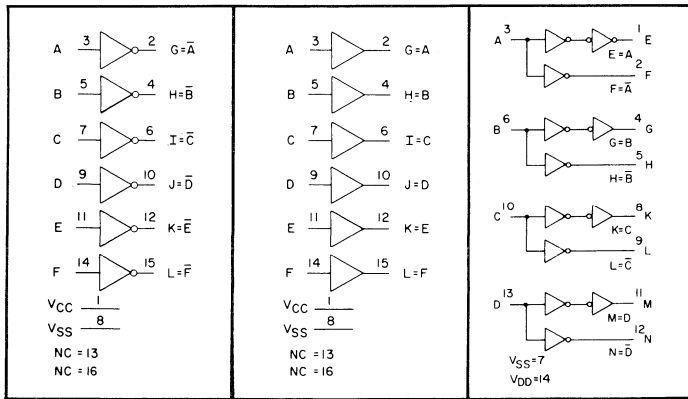 A 3 2 G=A̅
B 5 4 H=B̅
C 7 6 I=C̅
D 9 10 J=D̅
E 11 12 K=E̅
F 14 15 L=F̅
VCC 1
VSS 8
NC = 13
NC = 16
A 3 2 G=A
B 5 4 H=B
C 7 6 I=C
D 9 10 J=D
E 11 12 K=E
F 14 15 L=F
VCC 1
VSS 8
NC = 13
NC = 16
A 3 1 E
E=A
2 F
F=A̅
B 6 4 G
G=B
5 H
H=B̅
C 10 8 K
K=C
9 L
L=C̅
D 13 11 M
M=D
12 N
N=D̅
VSS=7
VDD=14